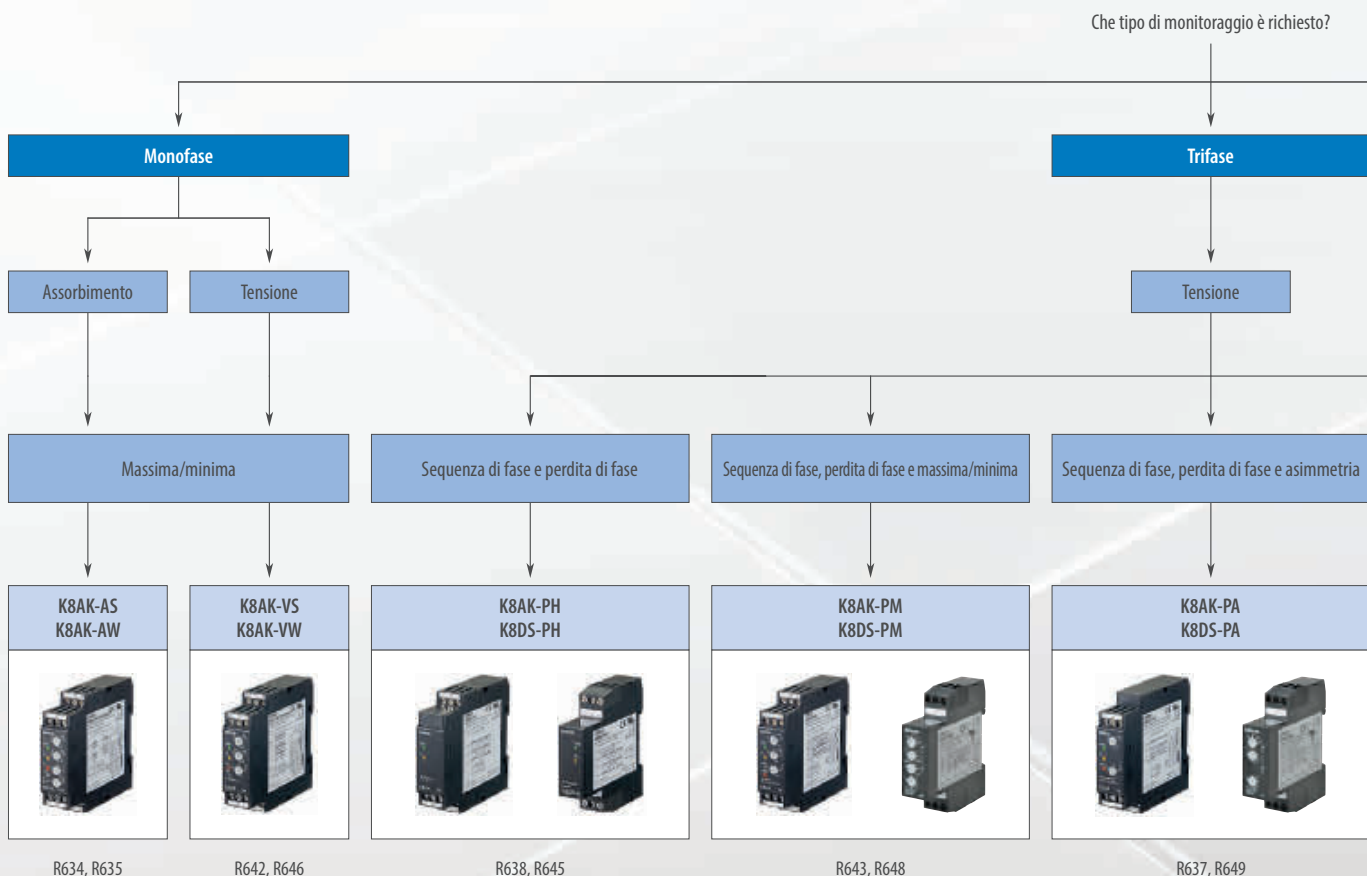 Che tipo di monitoraggio è richiesto?
Monofase
Trifase
Assorbimento
Tensione
Tensione
Massima/minima
Sequenza di fase e perdita di fase
Sequenza di fase, perdita di fase e massima/minima
Sequenza di fase, perdita di fase e asimmetria
K8AK-AS
K8AK-AW
K8AK-VS
K8AK-VW
K8AK-PH
K8DS-PH
K8AK-PM
K8DS-PM
K8AK-PA
K8DS-PA
R634, R635
R642, R646
R638, R645
R643, R648
R637, R649